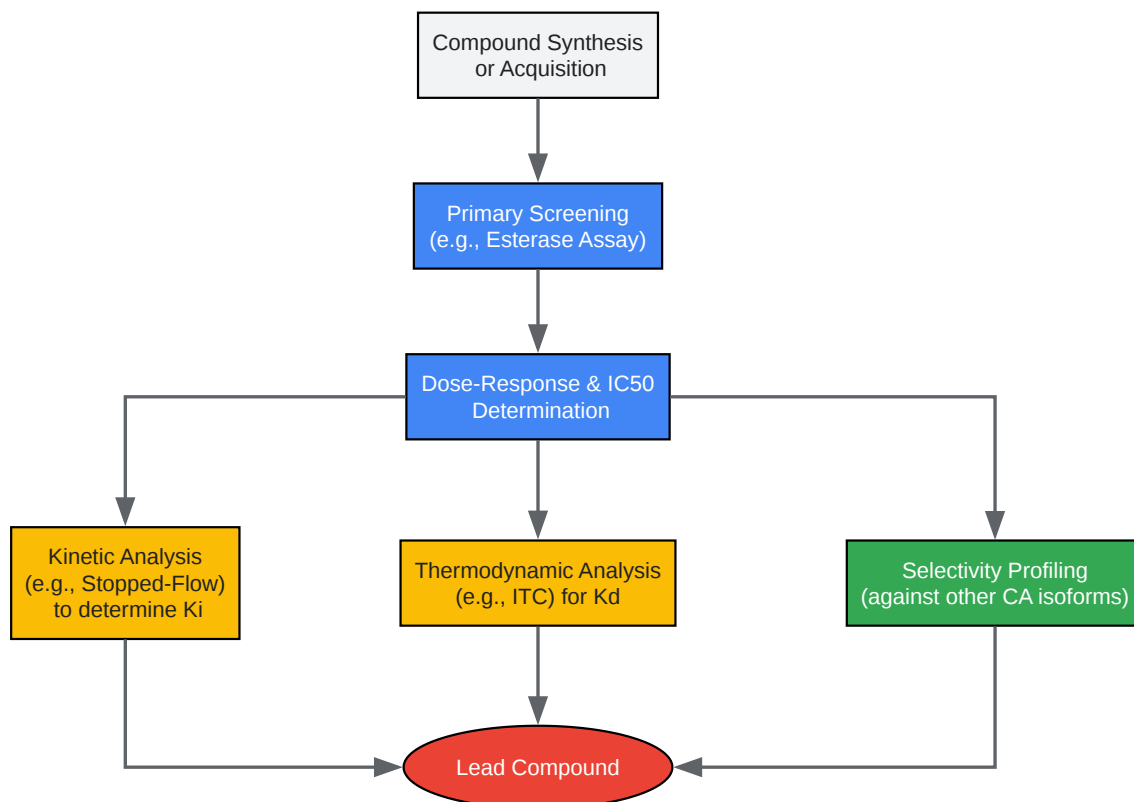 Compound Synthesis
or Acquisition
Primary Screening
(e.g., Esterase Assay)
Dose-Response & IC50
Determination
Kinetic Analysis
(e.g., Stopped-Flow)
to determine Ki
Thermodynamic Analysis
(e.g., ITC) for Kd
Selectivity Profiling
(against other CA isoforms)
Lead Compound